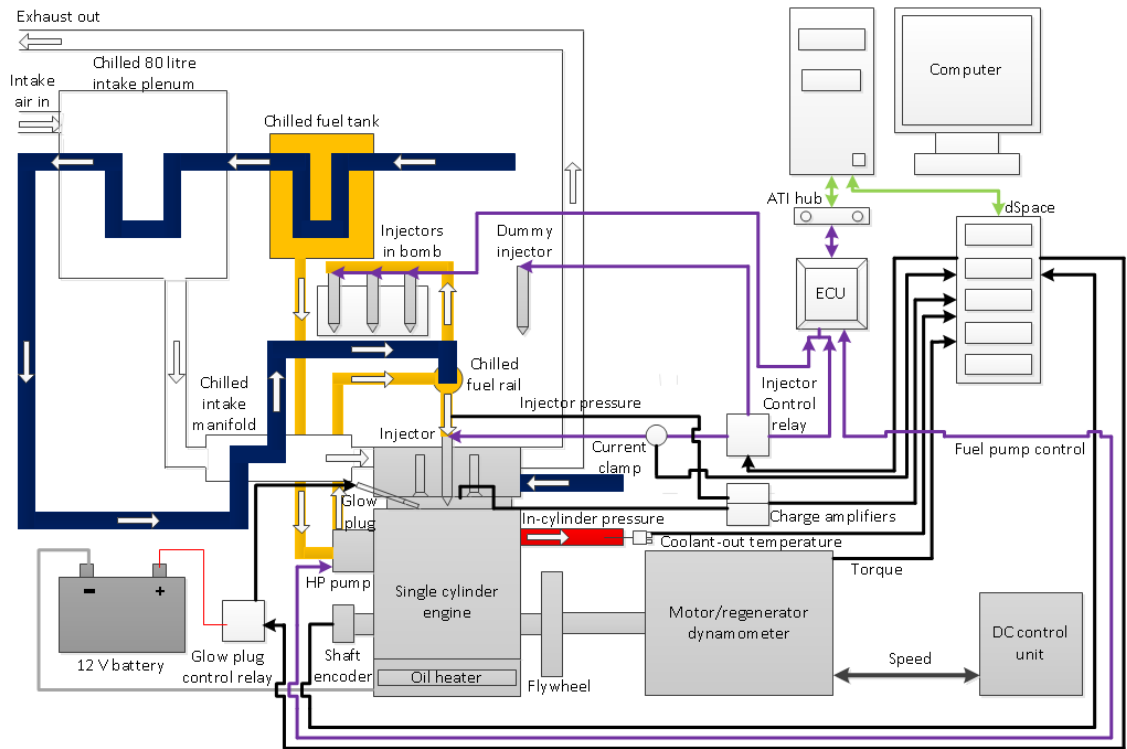 Exhaust out
Chilled 80 litre
intake plenum
Intake
air in
Chilled fuel tank
Computer
ATI hub
dSpace
Injectors
in bomb
Dummy
injector
ECU
Chilled
intake
manifold
Chilled
fuel rail
Injector pressure
Injector
Control
relay
Injector
Current
clamp
Fuel pump control
Glow
plug
In-cylinder pressure
Charge amplifiers
Coolant-out temperature
HP pump
Torque
Single cylinder
engine
Motor/regenerator
dynamometer
DC control
unit
-
+
12 V battery
Glow plug
control relay
Shaft
encoder
Oil heater
Flywheel
Speed